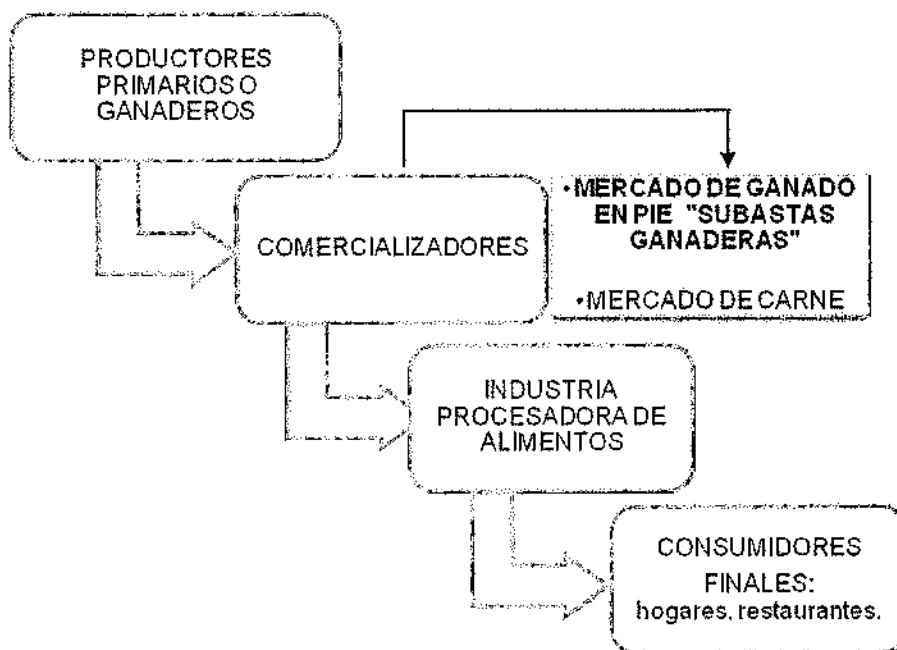 PRODUCTORES
PRIMARIOS O
GANADEROS
COMERCIALIZADORES
•MERCADO DE GANADO
EN PIE "SUBASTAS
GANADERAS"
•MERCADO DE CARNE
INDUSTRIA
PROCESADORA DE
ALIMENTOS
CONSUMIDORES
FINALES:
hogares, restaurantes.